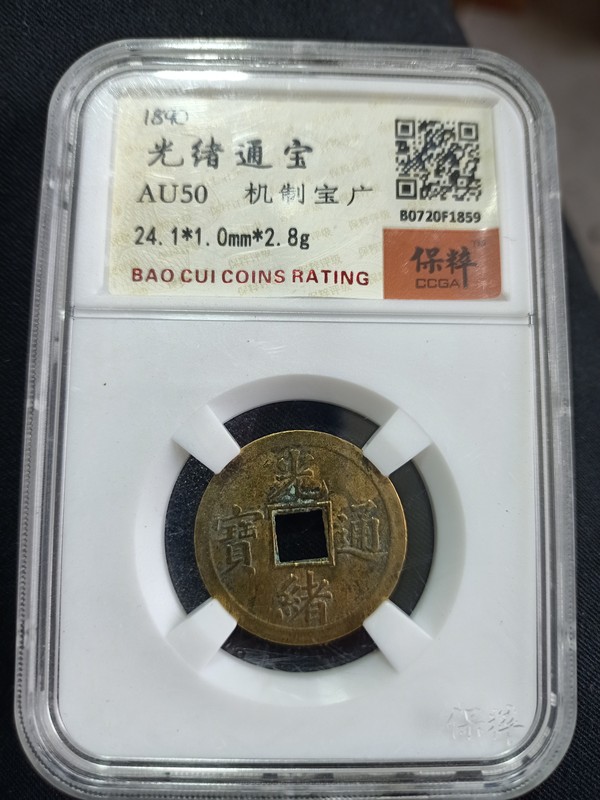 1890
光绪通宝
AU50 机制宝广
24.1*1.0mm*2.8g
BAO CUI COINS RATING
B0720F1859
保粹
CCGA
光
寶 通
緒
保粹